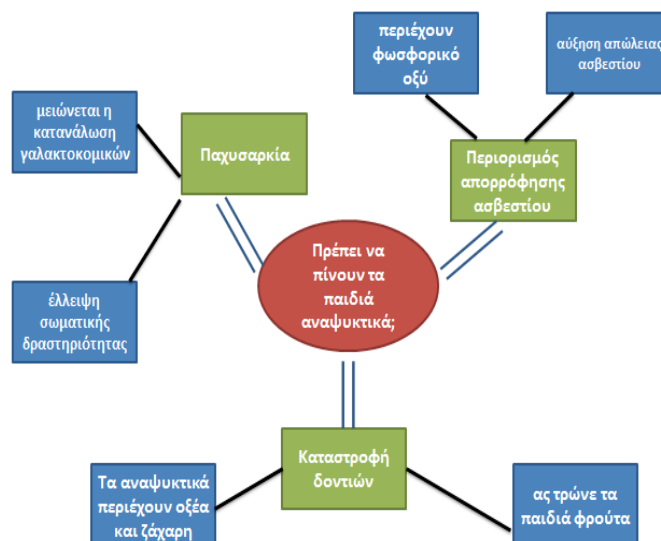 περιέχουν
φωσφορικό
οξύ
αύξηση απώλειας
ασβεστίου
μειώνεται η
κατανάλωση
γαλακτοκομικών
Παχυσαρκία
Περιορισμός
απορρόφησης
ασβεστίου
Πρέπει να
πίνουν τα
παιδιά
αναψυκτικά;
έλλειψη
σωματικής
δραστηριότητας
Καταστροφή
δοντιών
Τα αναψυκτικά
περιέχουν οξέα
και ζάχαρη
ας τρώνε τα
παιδιά φρούτα